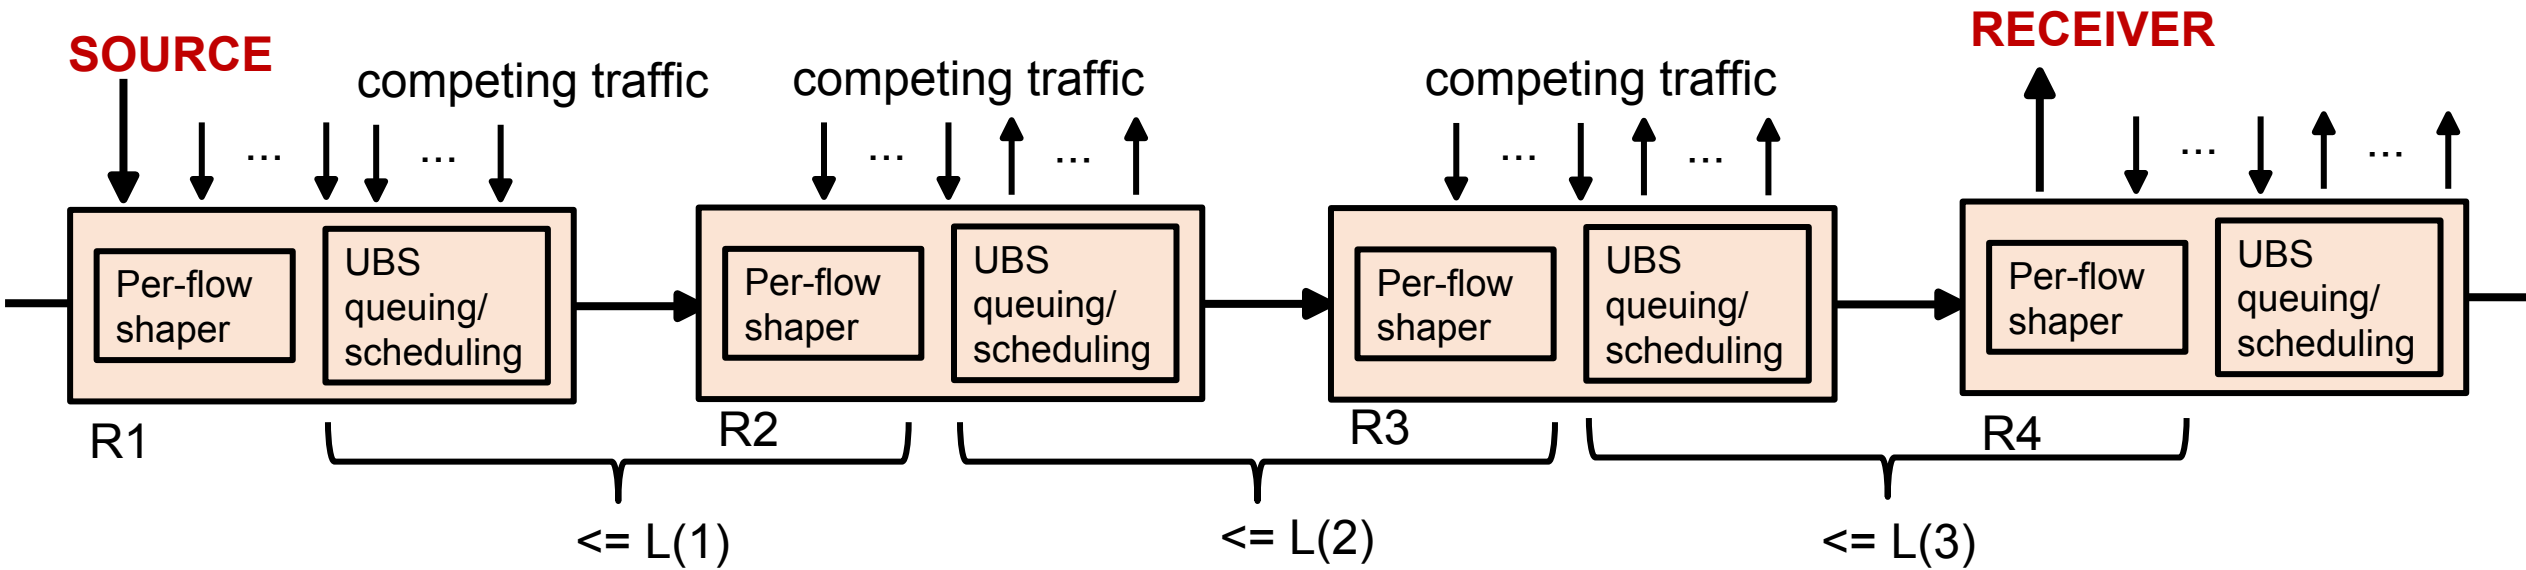 SOURCE
RECEIVER
competing traffic
competing traffic
competing traffic
...
...
...
...
...
...
...
...
Per-flow
shaper
UBS
queuing/
scheduling
Per-flow
shaper
UBS
queuing/
scheduling
Per-flow
shaper
UBS
queuing/
scheduling
Per-flow
shaper
UBS
queuing/
scheduling
R1
R2
R3
R4
<= L(1)
<= L(2)
<= L(3)